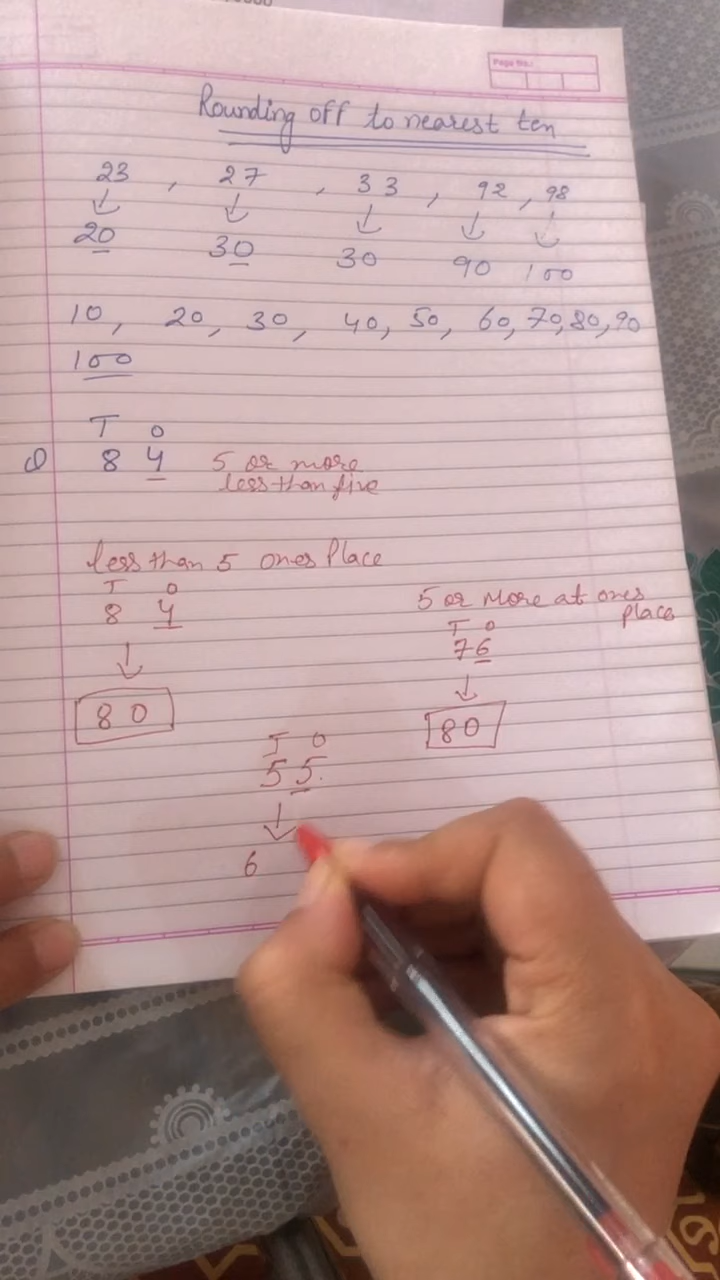 Page No.:
Rounding off to nearest ten
23 , 27 , 33 , 92 , 98
↓ ↓ ↓ ↓ ↓
20 30 30 90 100
10, 20, 30, 40, 50, 60, 70, 80, 90
100
T O
8 4 5 or more
less than five
less than 5 ones Place
T O
8 4
↓
80
5 or More at ones
place
T O
76
↓
80
T O
5 5.
↓
6